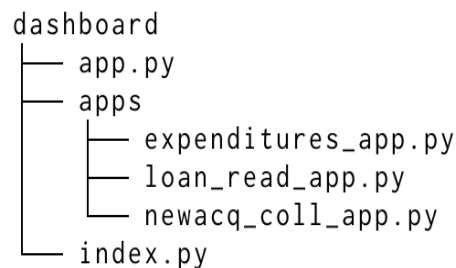 dashboard
app.py
apps
expenditures_app.py
loan_read_app.py
newacq_coll_app.py
index.py